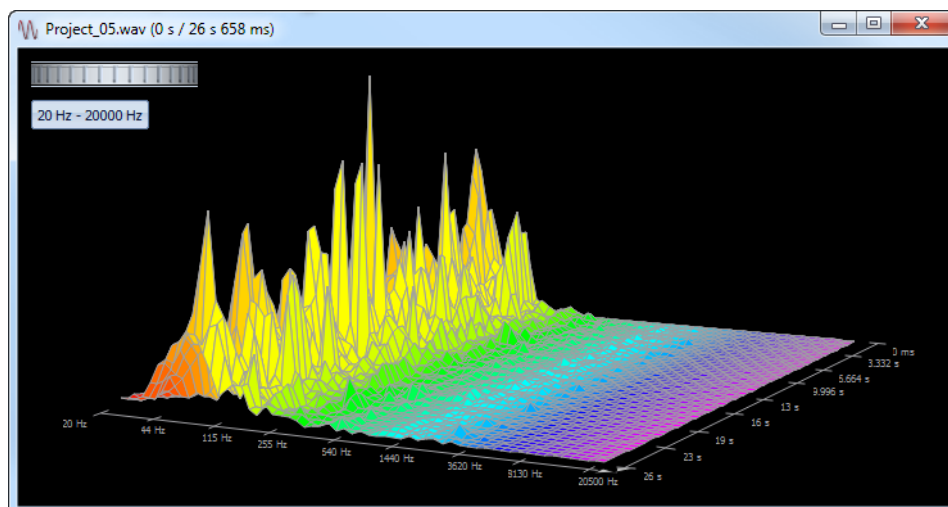 Project_05.wav (0 s / 26 s 658 ms)
20 Hz - 20000 Hz
0 ms
3.332 s
5.664 s
9.996 s
13 s
16 s
19 s
23 s
26 s
20 Hz
44 Hz
115 Hz
255 Hz
540 Hz
1440 Hz
3620 Hz
8130 Hz
20500 Hz